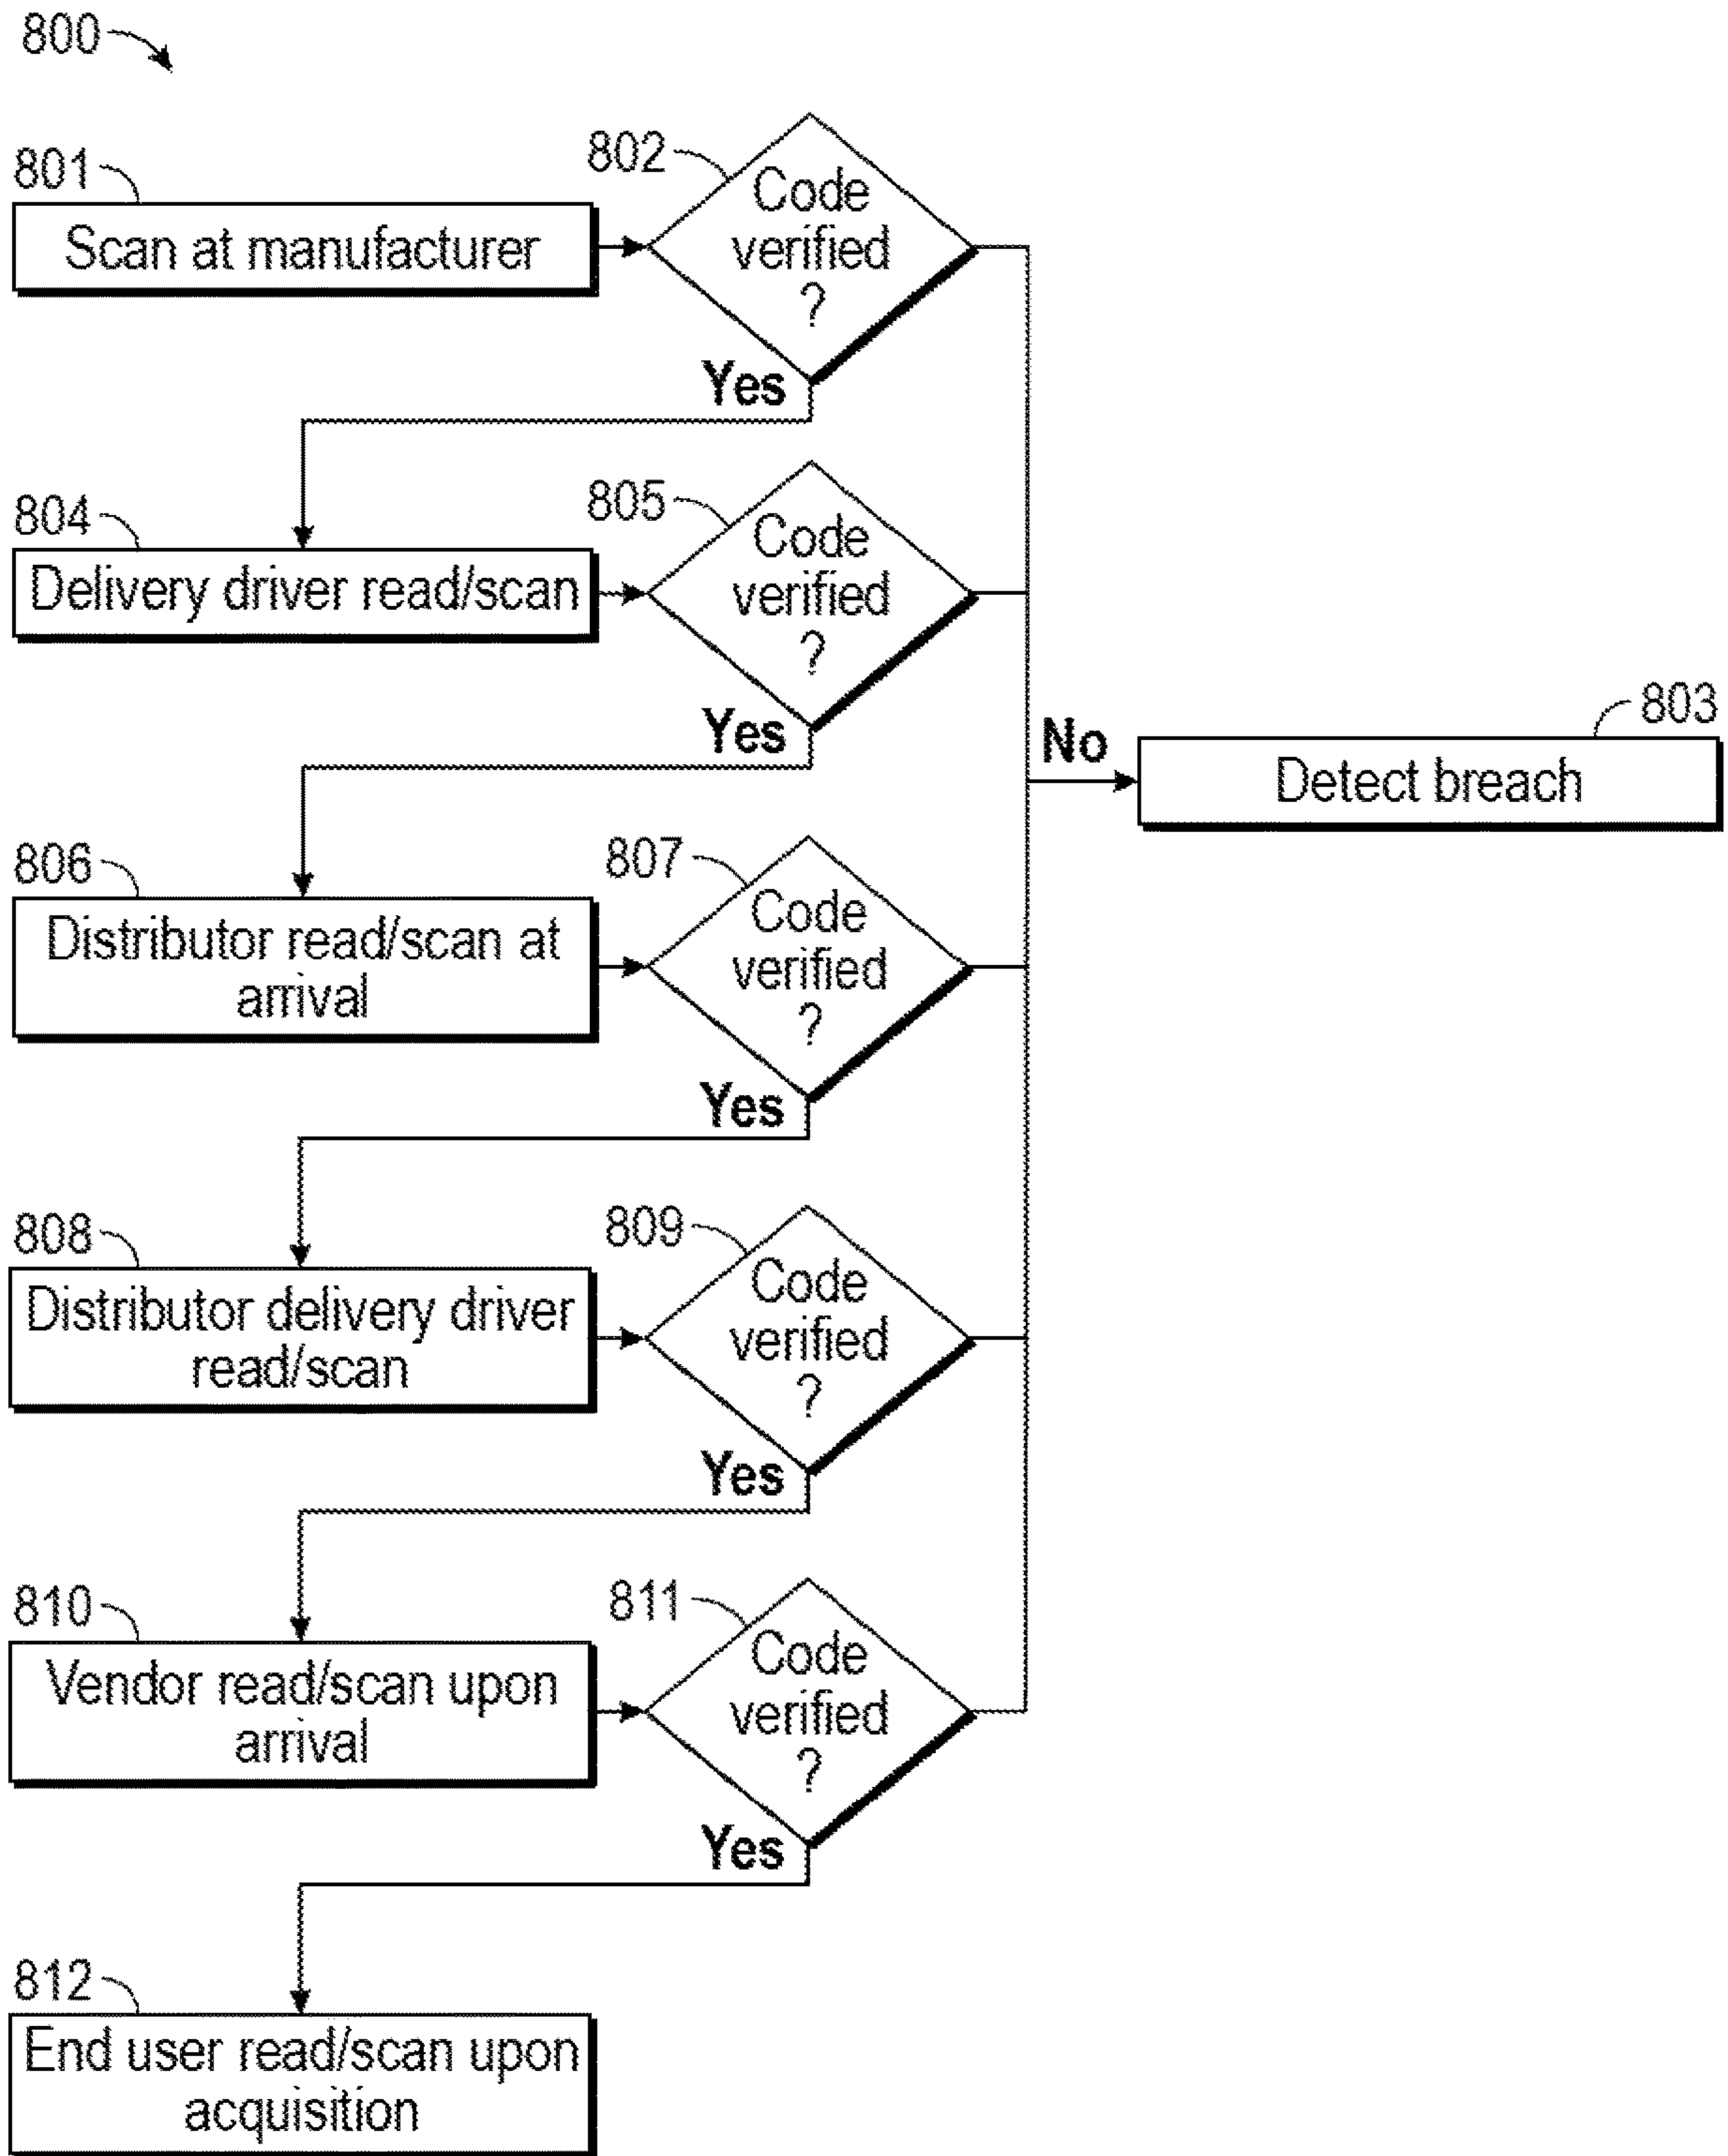 800
801
Scan at manufacturer
802
Code
verified
?
Yes
804
Delivery driver read/scan
805
Code
verified
?
Yes
No
803
Detect breach
806
Distributor read/scan at
arrival
807
Code
verified
?
Yes
808
Distributor delivery driver
read/scan
809
Code
verified
?
Yes
810
Vendor read/scan upon
arrival
811
Code
verified
?
Yes
812
End user read/scan upon
acquisition